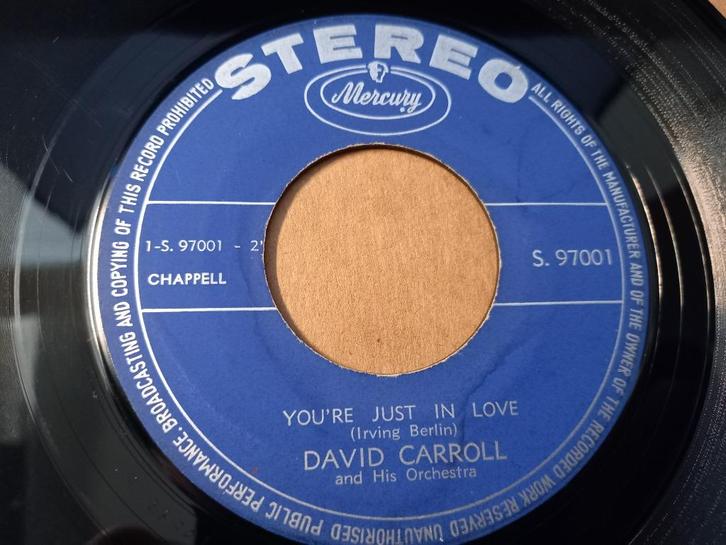 STEREO
Mercury
1-S. 97001 - 2'
CHAPPELL
S. 97001
YOU'RE JUST IN LOVE
(Irving Berlin)
DAVID CARROLL
and His Orchestra
ALL RIGHTS OF THE MANUFACTURER AND OF THE OWNER OF THE RECORDED WORK RESERVED UNAUTHORISED PUBLIC PERFORMANCE. BROADCASTING AND COPYING OF THIS RECORD PROHIBITED